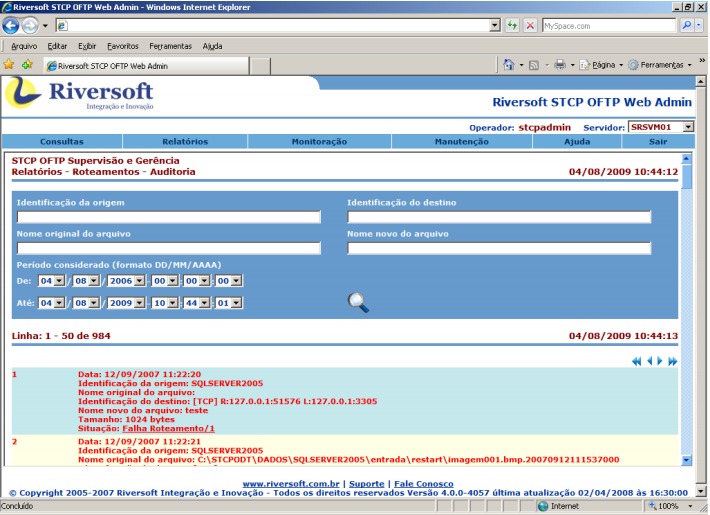 Riversoft STCP OFTP Web Admin - Windows Internet Explorer
MySpace.com
Arquivo Editar Exibir Favoritos Ferramentas Ajuda
Riversoft STCP OFTP Web Admin
Página Ferramentas
Riversoft
Integração e Inovação
Riversoft STCP OFTP Web Admin
Operador: stcpadmin Servidor: SRSVM01
Consultas Relatórios Monitoração Manutenção Ajuda Sair
STCP OFTP Supervisão e Gerência
Relatórios - Roteamentos - Auditoria 04/08/2009 10:44:12
Identificação da origem Identificação do destino
Nome original do arquivo Nome novo do arquivo
Período considerado (formato DD/MM/AAAA)
De: 04 / 08 / 2006 - 00 : 00 : 00
Até: 04 / 08 / 2009 - 10 : 44 : 01
Linha: 1 - 50 de 984 04/08/2009 10:44:13
1 Data: 12/09/2007 11:22:20
Identificação da origem: SQLSERVER2005
Nome original do arquivo:
Identificação do destino: [TCP] R:127.0.0.1:51576 L:127.0.0.1:3305
Nome novo do arquivo: teste
Tamanho: 1024 bytes
Situação: Falha Roteamento/1
2 Data: 12/09/2007 11:22:21
Identificação da origem: SQLSERVER2005
Nome original do arquivo: C:\STCPODT\DADOS\SQLSERVER2005\entrada\restart\imagem001.bmp.20070912111537000
www.riversoft.com.br | Suporte | Fale Conosco
© Copyright 2005-2007 Riversoft Integração e Inovação - Todos os direitos reservados Versão 4.0.0-4057 última atualização 02/04/2008 às 16:30:00
Concluído Internet 100%